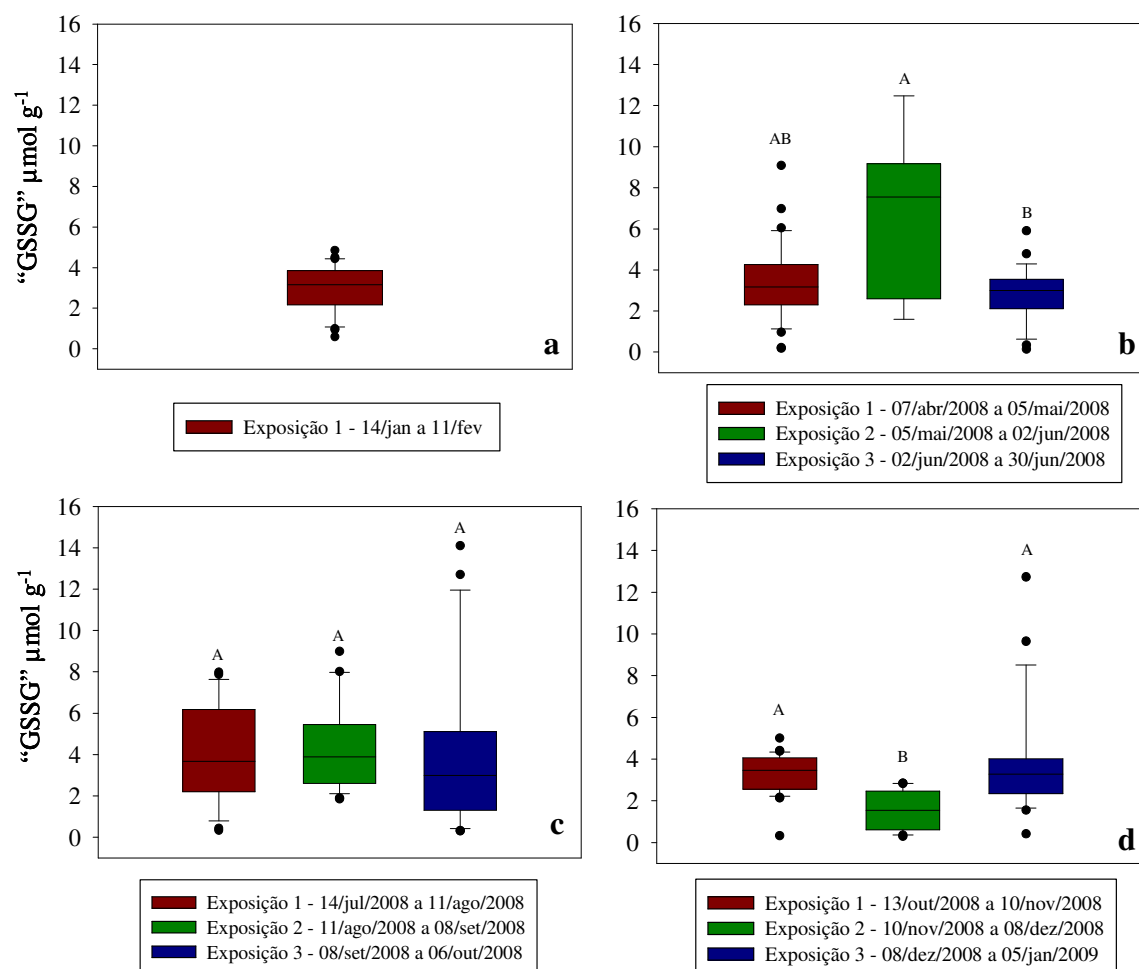 “GSSG” µmol g-1
16
14
12
10
8
6
4
2
0
a
Exposição 1 - 14/jan a 11/fev
16
14
12
10
8
6
4
2
0
AB
A
B
b
Exposição 1 - 07/abr/2008 a 05/mai/2008
Exposição 2 - 05/mai/2008 a 02/jun/2008
Exposição 3 - 02/jun/2008 a 30/jun/2008
“GSSG” µmol g-1
16
14
12
10
8
6
4
2
0
A
A
A
c
Exposição 1 - 14/jul/2008 a 11/ago/2008
Exposição 2 - 11/ago/2008 a 08/set/2008
Exposição 3 - 08/set/2008 a 06/out/2008
16
14
12
10
8
6
4
2
0
A
B
A
d
Exposição 1 - 13/out/2008 a 10/nov/2008
Exposição 2 - 10/nov/2008 a 08/dez/2008
Exposição 3 - 08/dez/2008 a 05/jan/2009